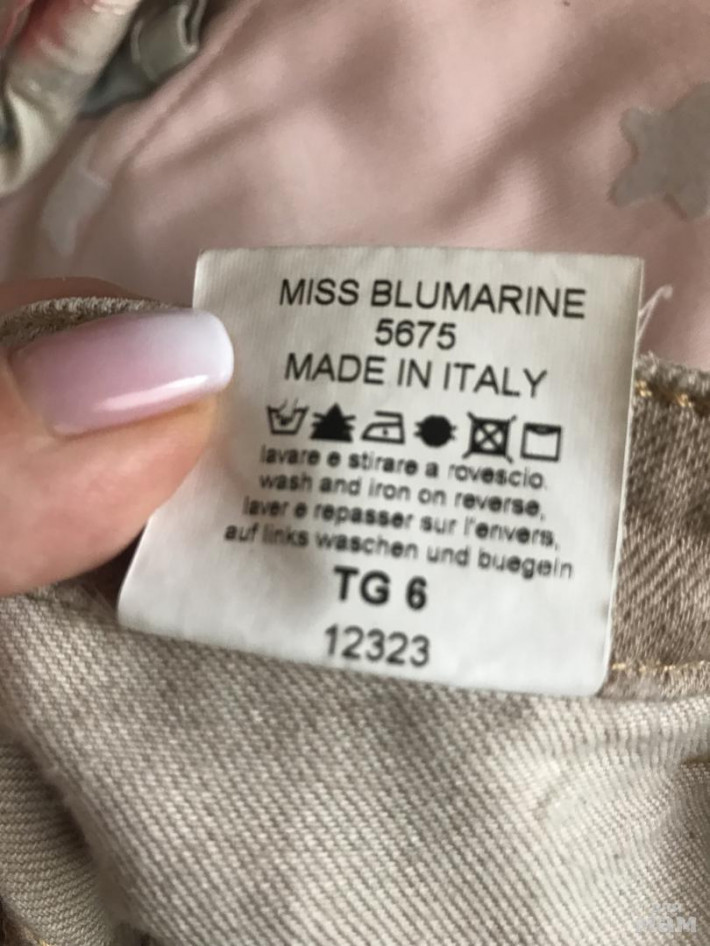 MISS BLUMARINE
5675
MADE IN ITALY
lavare e stirare a rovescio.
wash and iron on reverse,
laver e repasser sur l'envers,
auf links waschen und buegeln
TG 6
12323